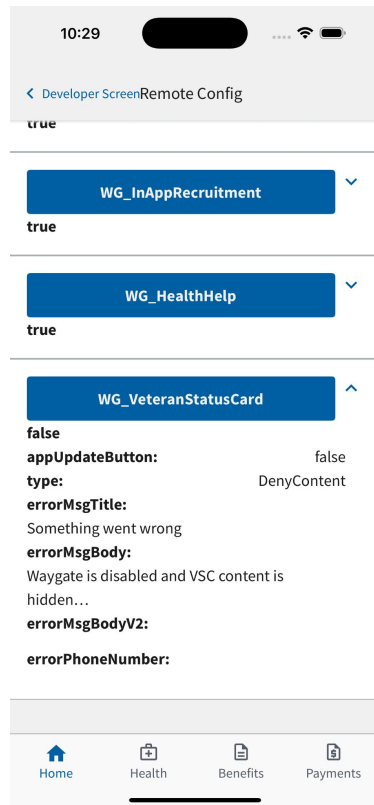 10:29
Developer Screen Remote Config
true
WG_InAppRecruitment
true
WG_HealthHelp
true
WG_VeteranStatusCard
false
appUpdateButton: false
type: DenyContent
errorMsgTitle:
Something went wrong
errorMsgBody:
Waygate is disabled and VSC content is
hidden…
errorMsgBodyV2:
errorPhoneNumber:
Home Health Benefits Payments